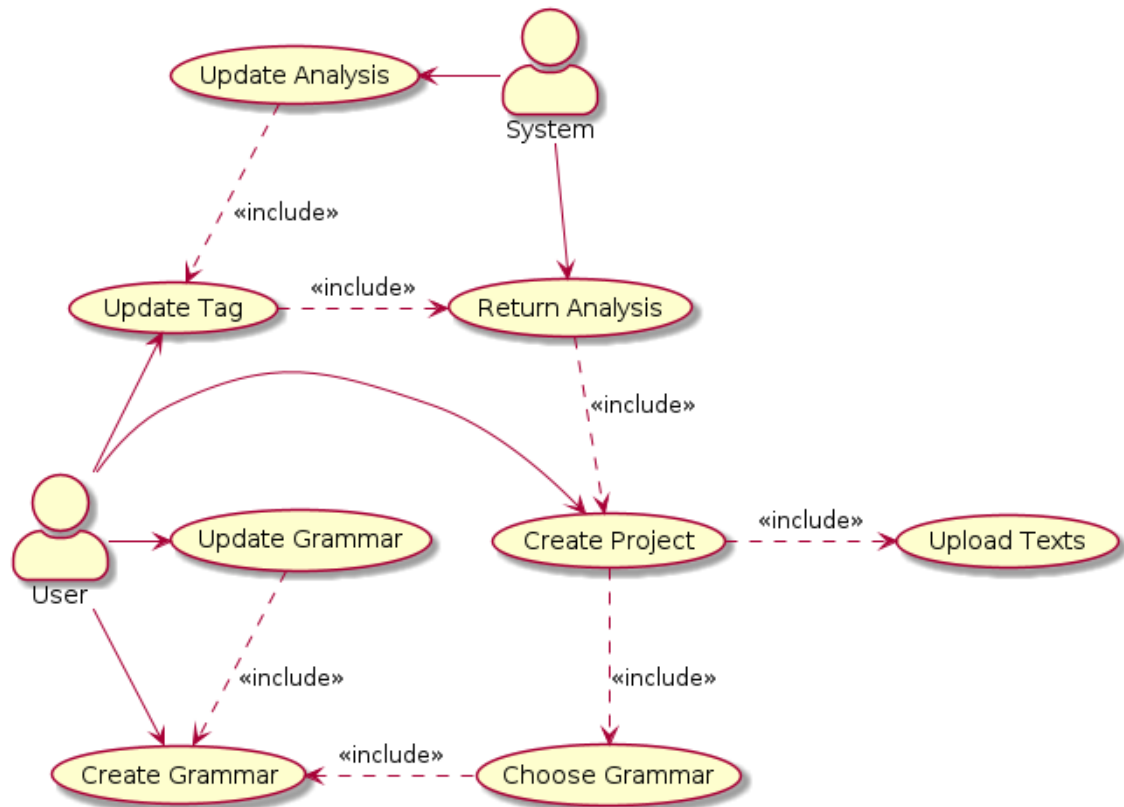 Update Analysis
System
«include»
Update Tag
«include»
Return Analysis
«include»
Update Grammar
Create Project
«include»
Upload Texts
User
«include»
«include»
Create Grammar
«include»
Choose Grammar